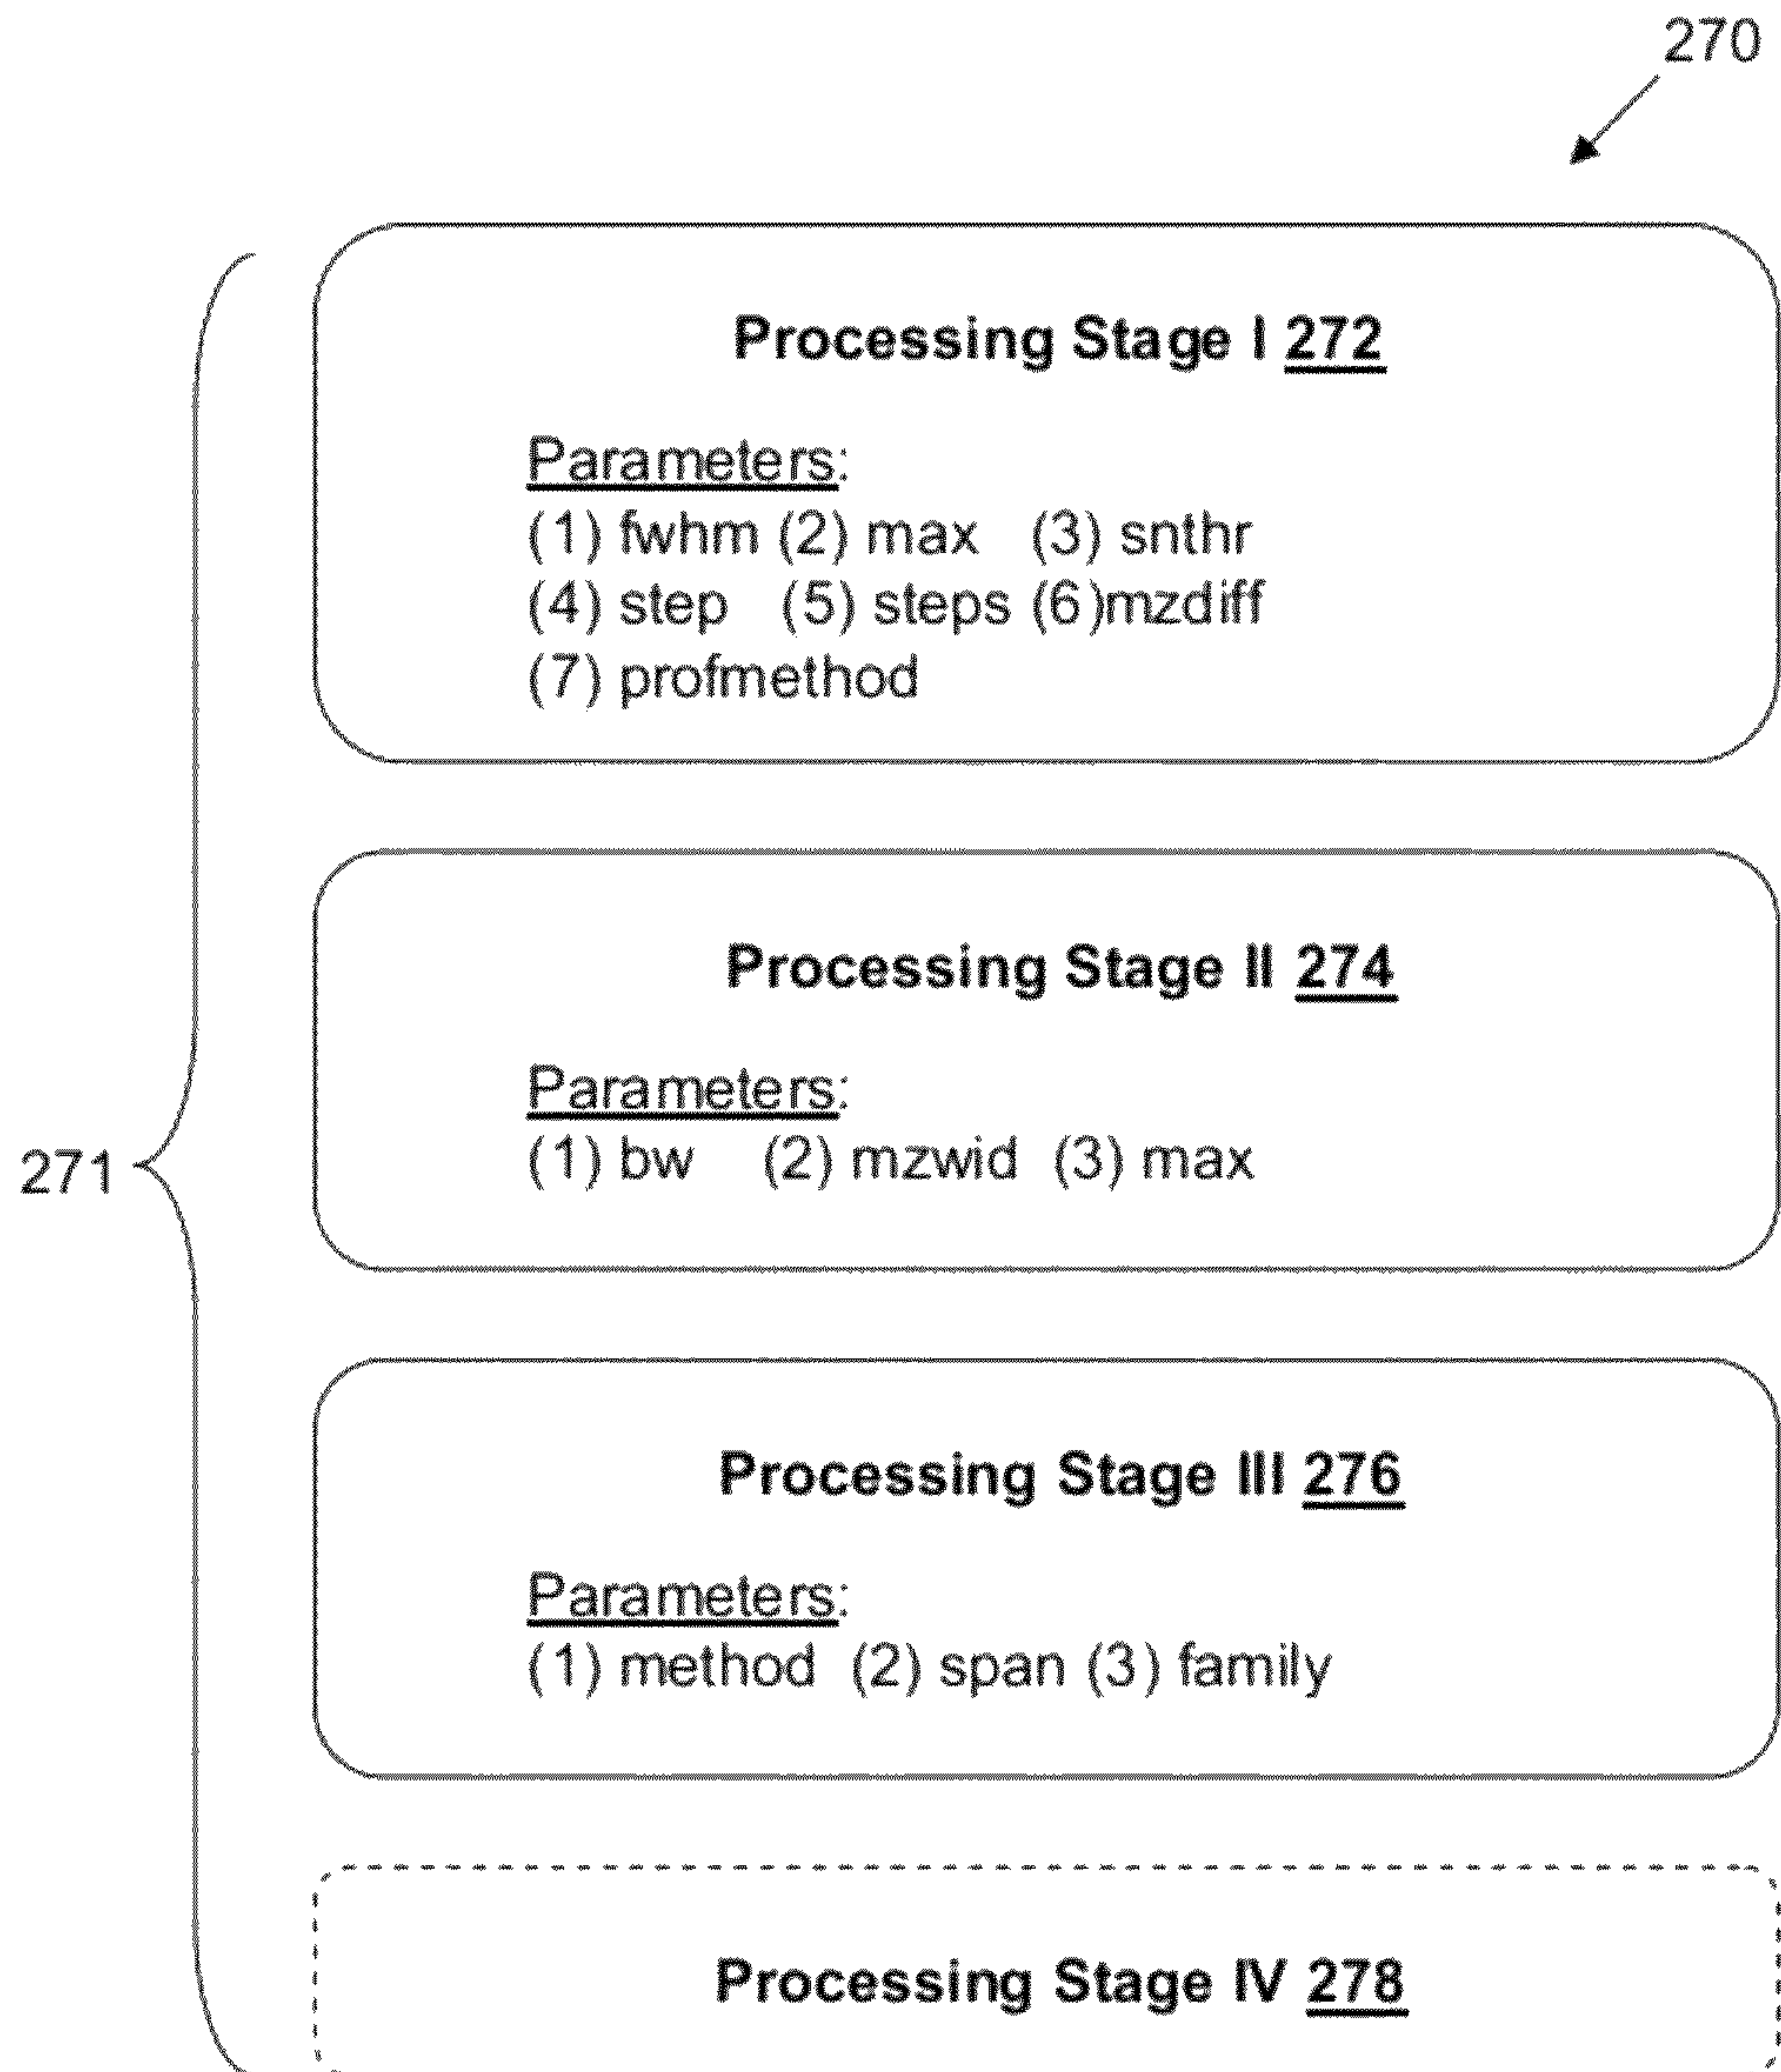 270
Processing Stage I 272
Parameters:
(1) fwhm (2) max (3) snthr
(4) step (5) steps (6)mzdiff
(7) profmethod
Processing Stage II 274
Parameters:
(1) bw (2) mzwid (3) max
271
Processing Stage III 276
Parameters:
(1) method (2) span (3) family
Processing Stage IV 278